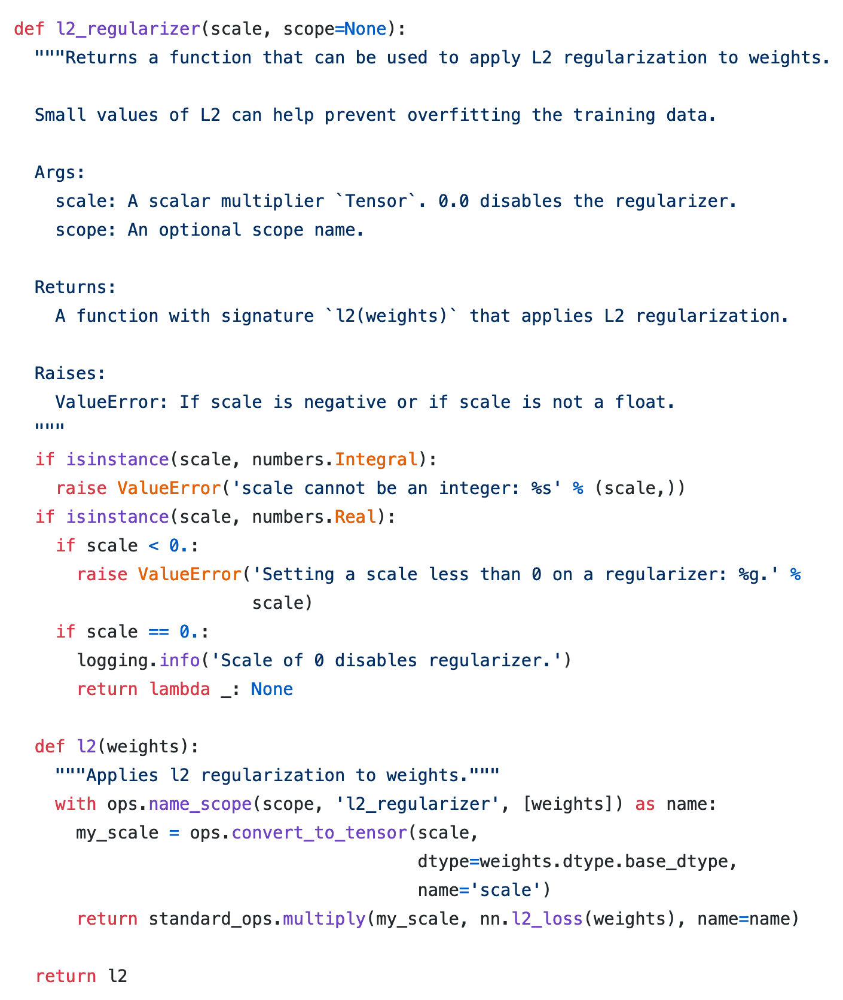 def l2_regularizer(scale, scope=None):
  """Returns a function that can be used to apply L2 regularization to weights.

  Small values of L2 can help prevent overfitting the training data.

  Args:
    scale: A scalar multiplier `Tensor`. 0.0 disables the regularizer.
    scope: An optional scope name.

  Returns:
    A function with signature `l2(weights)` that applies L2 regularization.

  Raises:
    ValueError: If scale is negative or if scale is not a float.
  """
  if isinstance(scale, numbers.Integral):
    raise ValueError('scale cannot be an integer: %s' % (scale,))
  if isinstance(scale, numbers.Real):
    if scale < 0.:
      raise ValueError('Setting a scale less than 0 on a regularizer: %g.' %
                       scale)
    if scale == 0.:
      logging.info('Scale of 0 disables regularizer.')
      return lambda _: None

  def l2(weights):
    """Applies l2 regularization to weights."""
    with ops.name_scope(scope, 'l2_regularizer', [weights]) as name:
      my_scale = ops.convert_to_tensor(scale,
                                       dtype=weights.dtype.base_dtype,
                                       name='scale')
      return standard_ops.multiply(my_scale, nn.l2_loss(weights), name=name)

  return l2